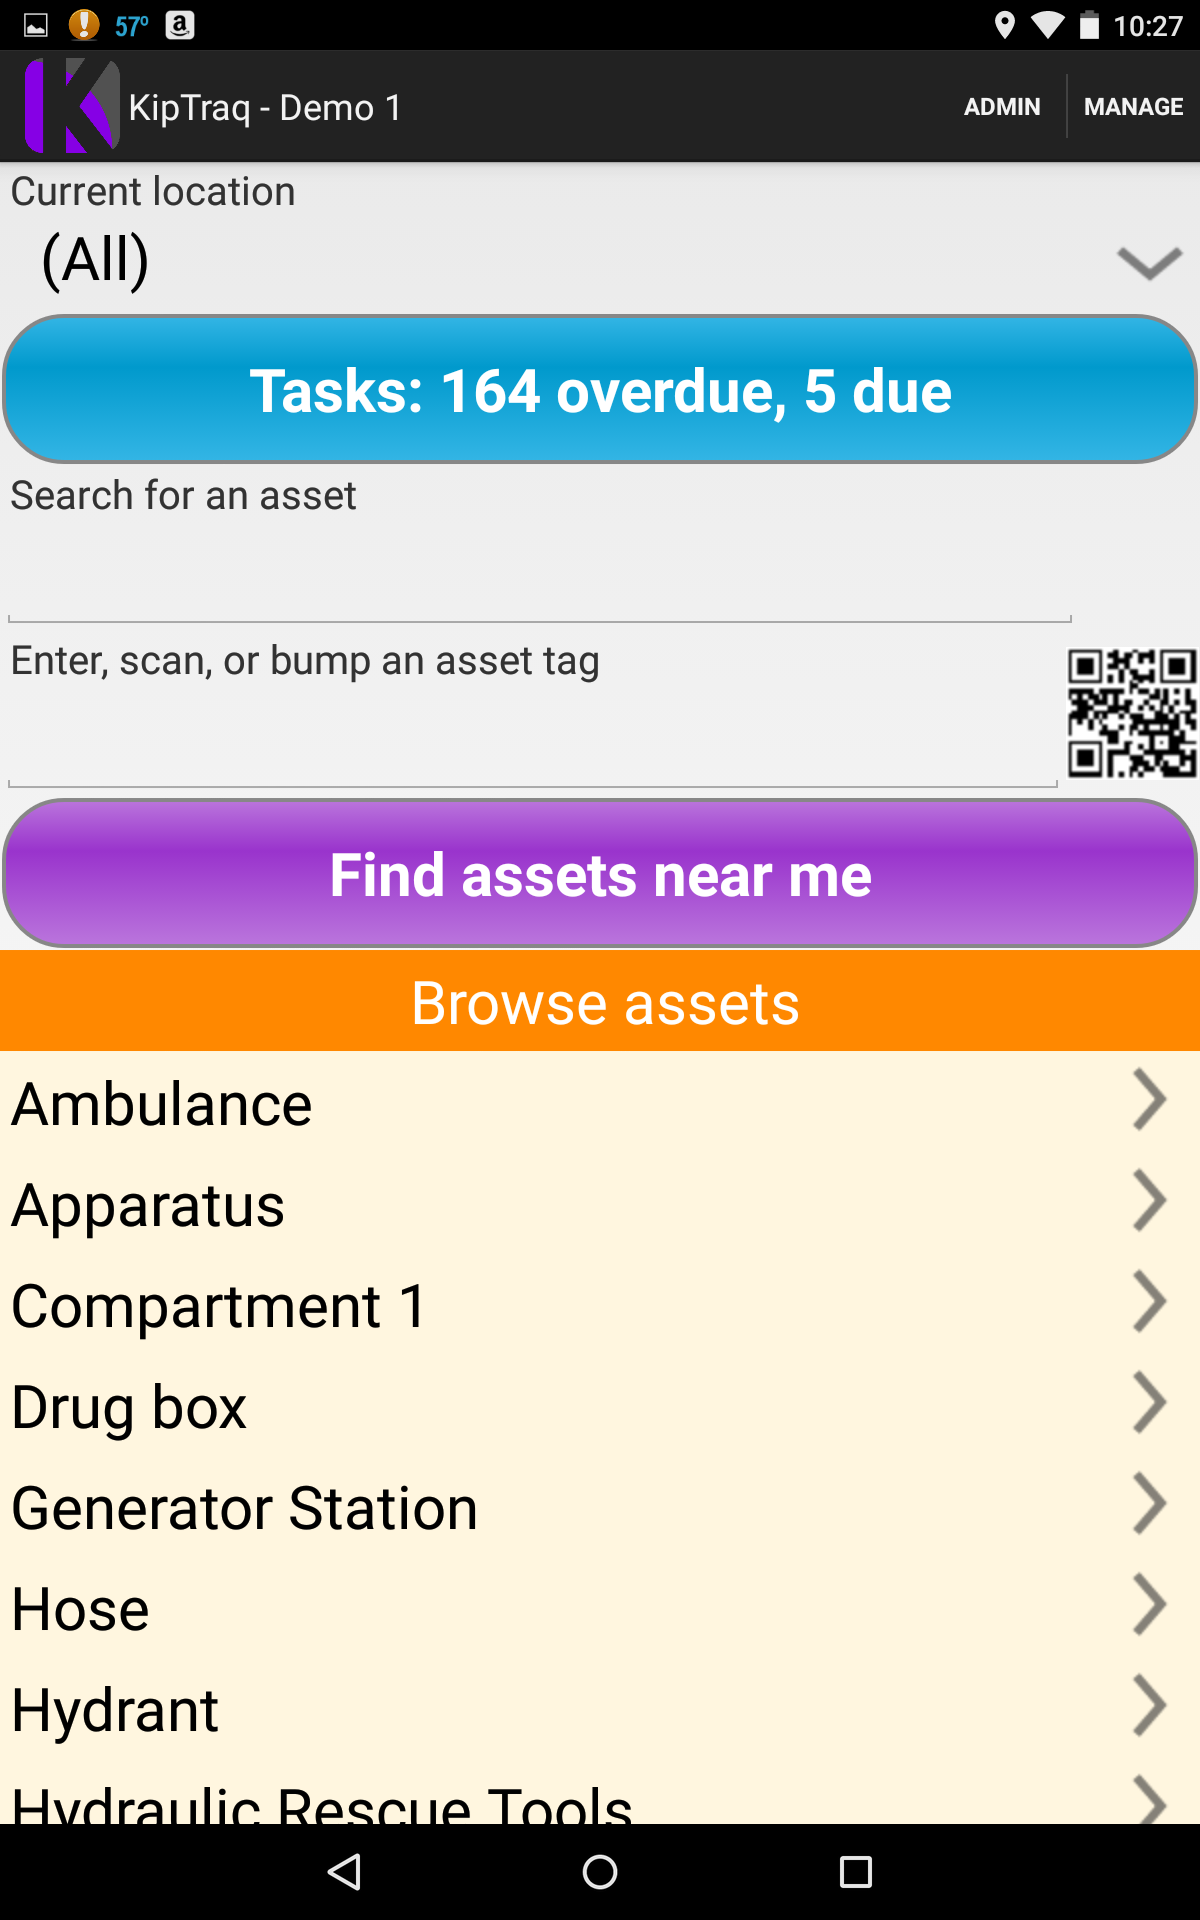 57° a 10:27
KipTraq - Demo 1 ADMIN MANAGE
Current location
(All)
Tasks: 164 overdue, 5 due
Search for an asset
Enter, scan, or bump an asset tag
Find assets near me
Browse assets
Ambulance
Apparatus
Compartment 1
Drug box
Generator Station
Hose
Hydrant
Hydraulic Rescue Tools